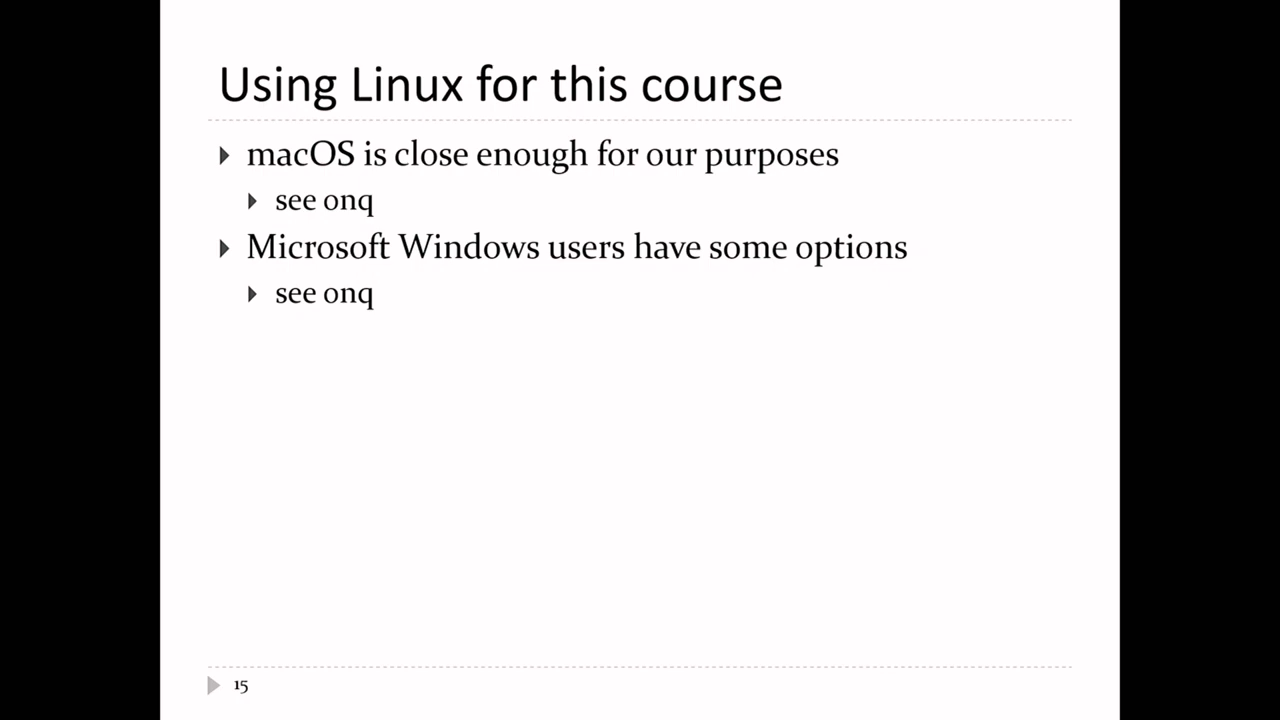 Using Linux for this course
macOS is close enough for our purposes
see onq
Microsoft Windows users have some options
see onq
15